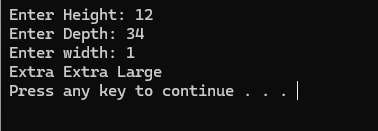 Enter Height: 12
Enter Depth: 34
Enter width: 1
Extra Extra Large
Press any key to continue . . .